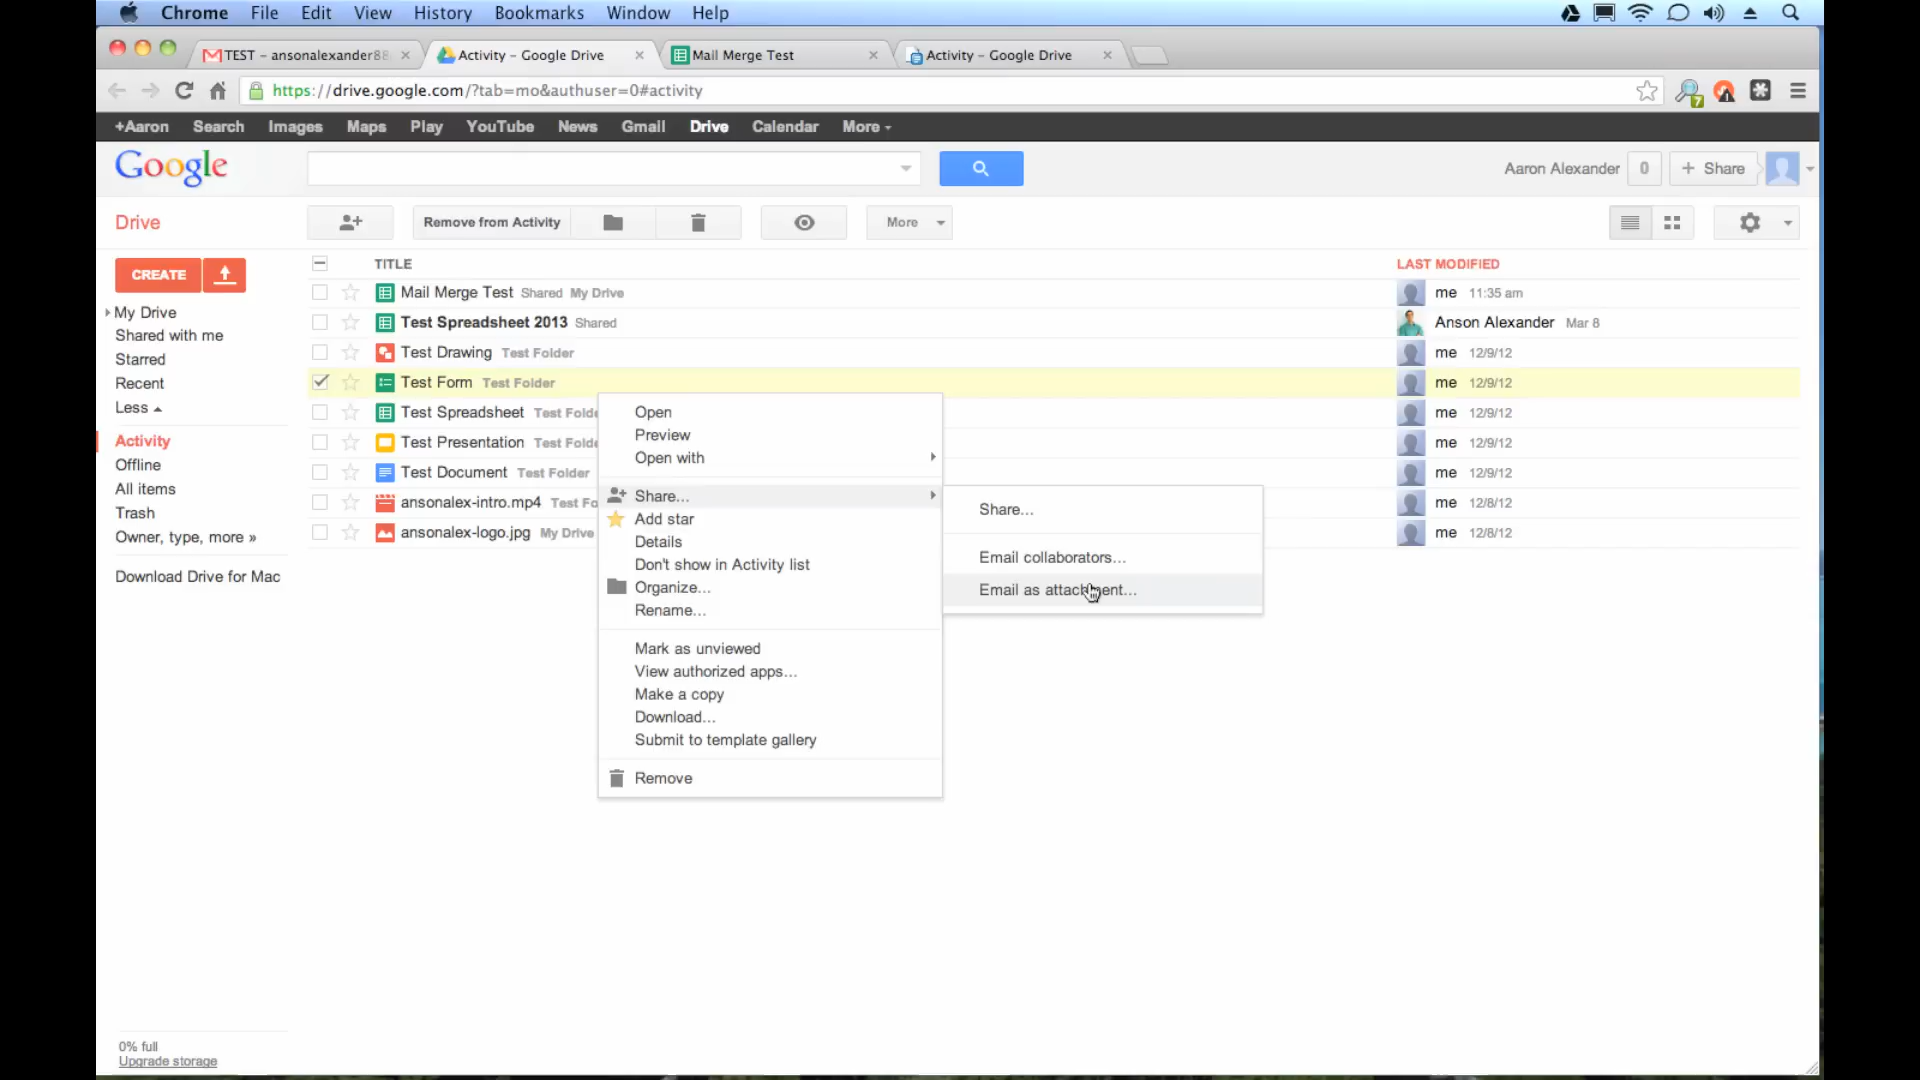 Chrome File Edit View History Bookmarks Window Help
TEST – ansonalexander88 Activity – Google Drive Mail Merge Test Activity – Google Drive
https://drive.google.com/?tab=mo&authuser=0#activity 7
+Aaron Search Images Maps Play YouTube News Gmail Drive Calendar More
Google Aaron Alexander 0 + Share
Drive Remove from Activity More
CREATE
My Drive
Shared with me
Starred
Recent
Less
Activity
Offline
All items
Trash
Owner, type, more »
Download Drive for Mac
0% full
Upgrade storage
TITLE LAST MODIFIED
Mail Merge Test Shared My Drive me 11:35 am
Test Spreadsheet 2013 Shared Anson Alexander Mar 8
Test Drawing Test Folder me 12/9/12
Test Form Test Folder me 12/9/12
Test Spreadsheet Test Folde me 12/9/12
Test Presentation Test Folde me 12/9/12
Test Document Test Folder me 12/9/12
ansonalex-intro.mp4 Test Fo me 12/8/12
ansonalex-logo.jpg My Drive me 12/8/12
Open
Preview
Open with
Share...
Add star
Details
Don't show in Activity list
Organize...
Rename...
Mark as unviewed
View authorized apps...
Make a copy
Download...
Submit to template gallery
Remove
Share...
Email collaborators...
Email as attachment...